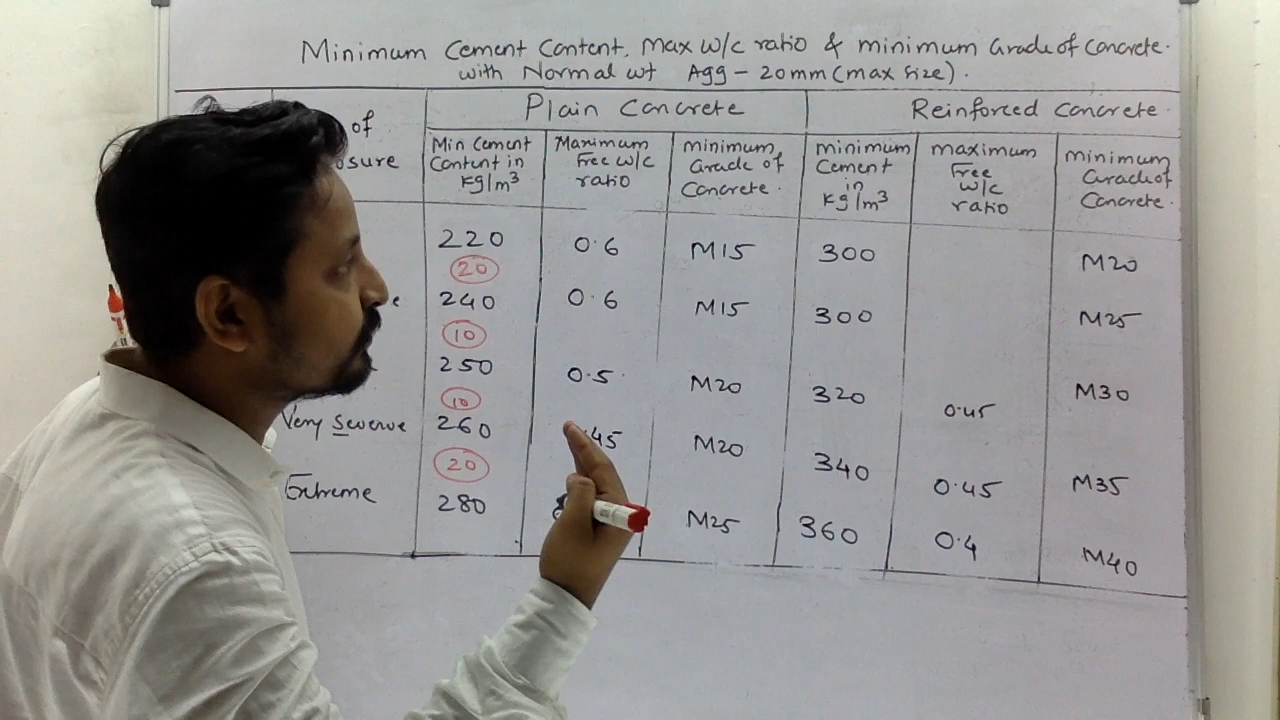 Minimum Cement Content, Max w/c ratio & minimum Grade of Concrete.
with Normal wt Agg - 20mm (max size).
of
Plain Concrete
Reinforced Concrete
Min Cement
Content in
kg/m³
Maximum
Free w/c
ratio
minimum
Grade of
Concrete.
minimum
Cement
in
kg/m³
maximum
Free
w/c
ratio
minimum
Grade of
Concrete.
220 0.6 M15 300 M20
20
240 0.6 M15 300 M25
10
250 0.5 M20 320 0.45 M30
10
Very Severve 260 45 M20 340 0.45 M35
20
Extreme 280 M25 360 0.4 M40